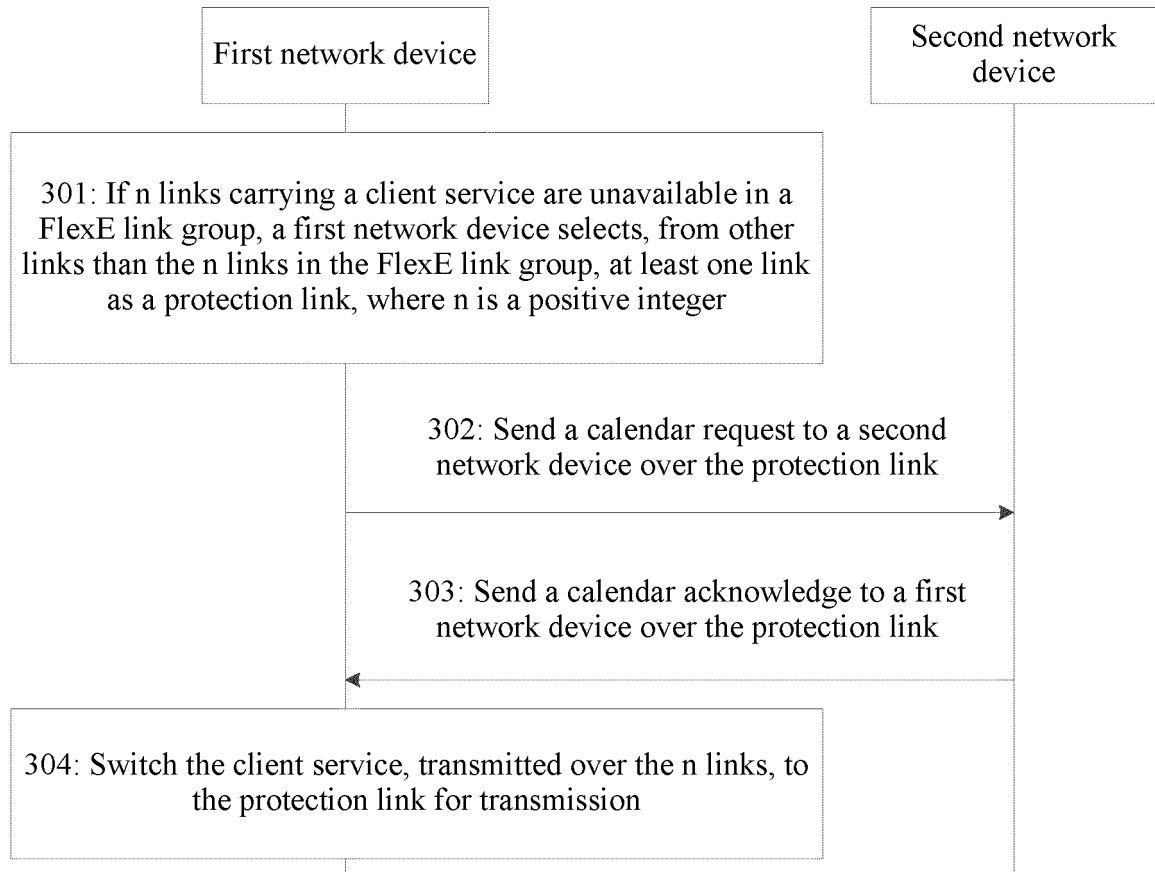 First network device
Second network
device
301: If n links carrying a client service are unavailable in a
FlexE link group, a first network device selects, from other
links than the n links in the FlexE link group, at least one link
as a protection link, where n is a positive integer
302: Send a calendar request to a second
network device over the protection link
303: Send a calendar acknowledge to a first
network device over the protection link
304: Switch the client service, transmitted over the n links, to
the protection link for transmission